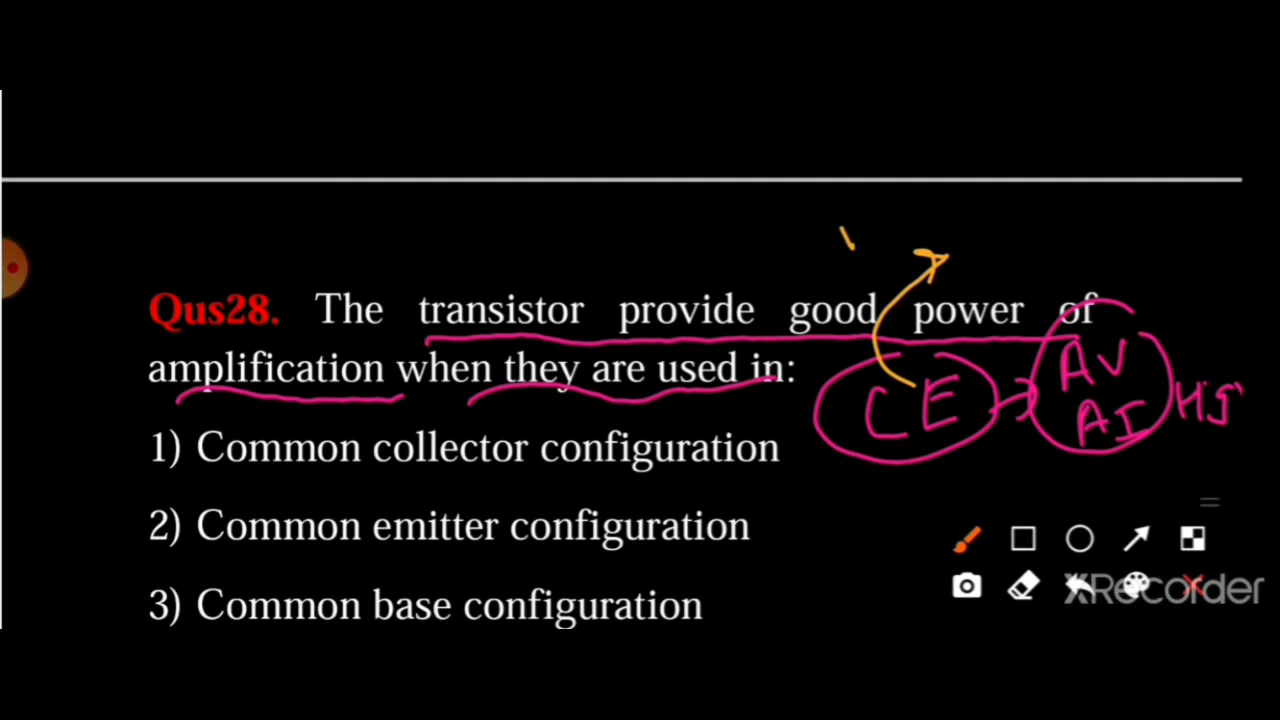 Qus28. The transistor provide good power of
amplification when they are used in:
CE
AV
AI
1) Common collector configuration
2) Common emitter configuration
3) Common base configuration
XRecorder